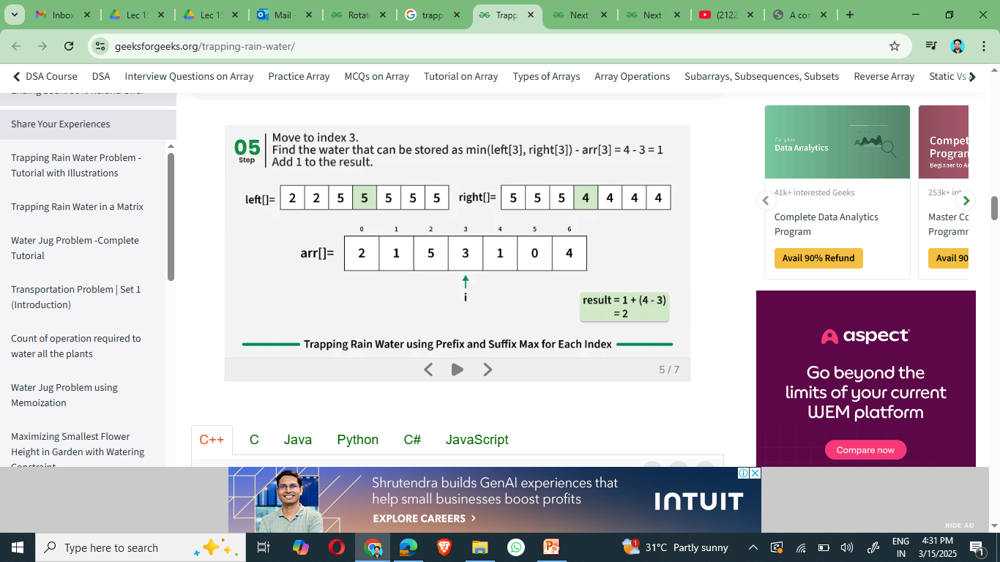 Inbox
Lec 1
Lec 1
Mail -
Rotat
trapp
Trapp
Next
Next
(2122
A con
geeksforgeeks.org/trapping-rain-water/
DSA Course DSA Interview Questions on Array Practice Array MCQs on Array Tutorial on Array Types of Arrays Array Operations Subarrays, Subsequences, Subsets Reverse Array Static Vs
Share Your Experiences
Trapping Rain Water Problem -
Tutorial with Illustrations
Trapping Rain Water in a Matrix
Water Jug Problem -Complete
Tutorial
Transportation Problem | Set 1
(Introduction)
Count of operation required to
water all the plants
Water Jug Problem using
Memoization
Maximizing Smallest Flower
Height in Garden with Watering
Constraint
05
Step
Move to index 3.
Find the water that can be stored as min(left[3], right[3]) - arr[3] = 4 - 3 = 1
Add 1 to the result.
left[]= 2 2 5 5 5 5 5 right[]= 5 5 5 4 4 4 4
0 1 2 3 4 5 6
arr[]= 2 1 5 3 1 0 4
i
result = 1 + (4 - 3)
= 2
Trapping Rain Water using Prefix and Suffix Max for Each Index
5 / 7
C++ C Java Python C# JavaScript
Complete
Data Analytics
41k+ interested Geeks
Complete Data Analytics
Program
Avail 90% Refund
Compet
Program
Beginner to A
253k+ int
Master Co
Programm
Avail 90
aspect
Go beyond the
limits of your current
WEM platform
Compare now
Shrutendra builds GenAI experiences that
help small businesses boost profits
EXPLORE CAREERS >
INTUIT
HIDE AD
Type here to search
1
31°C Partly sunny
ENG
IN
4:31 PM
3/15/2025
1